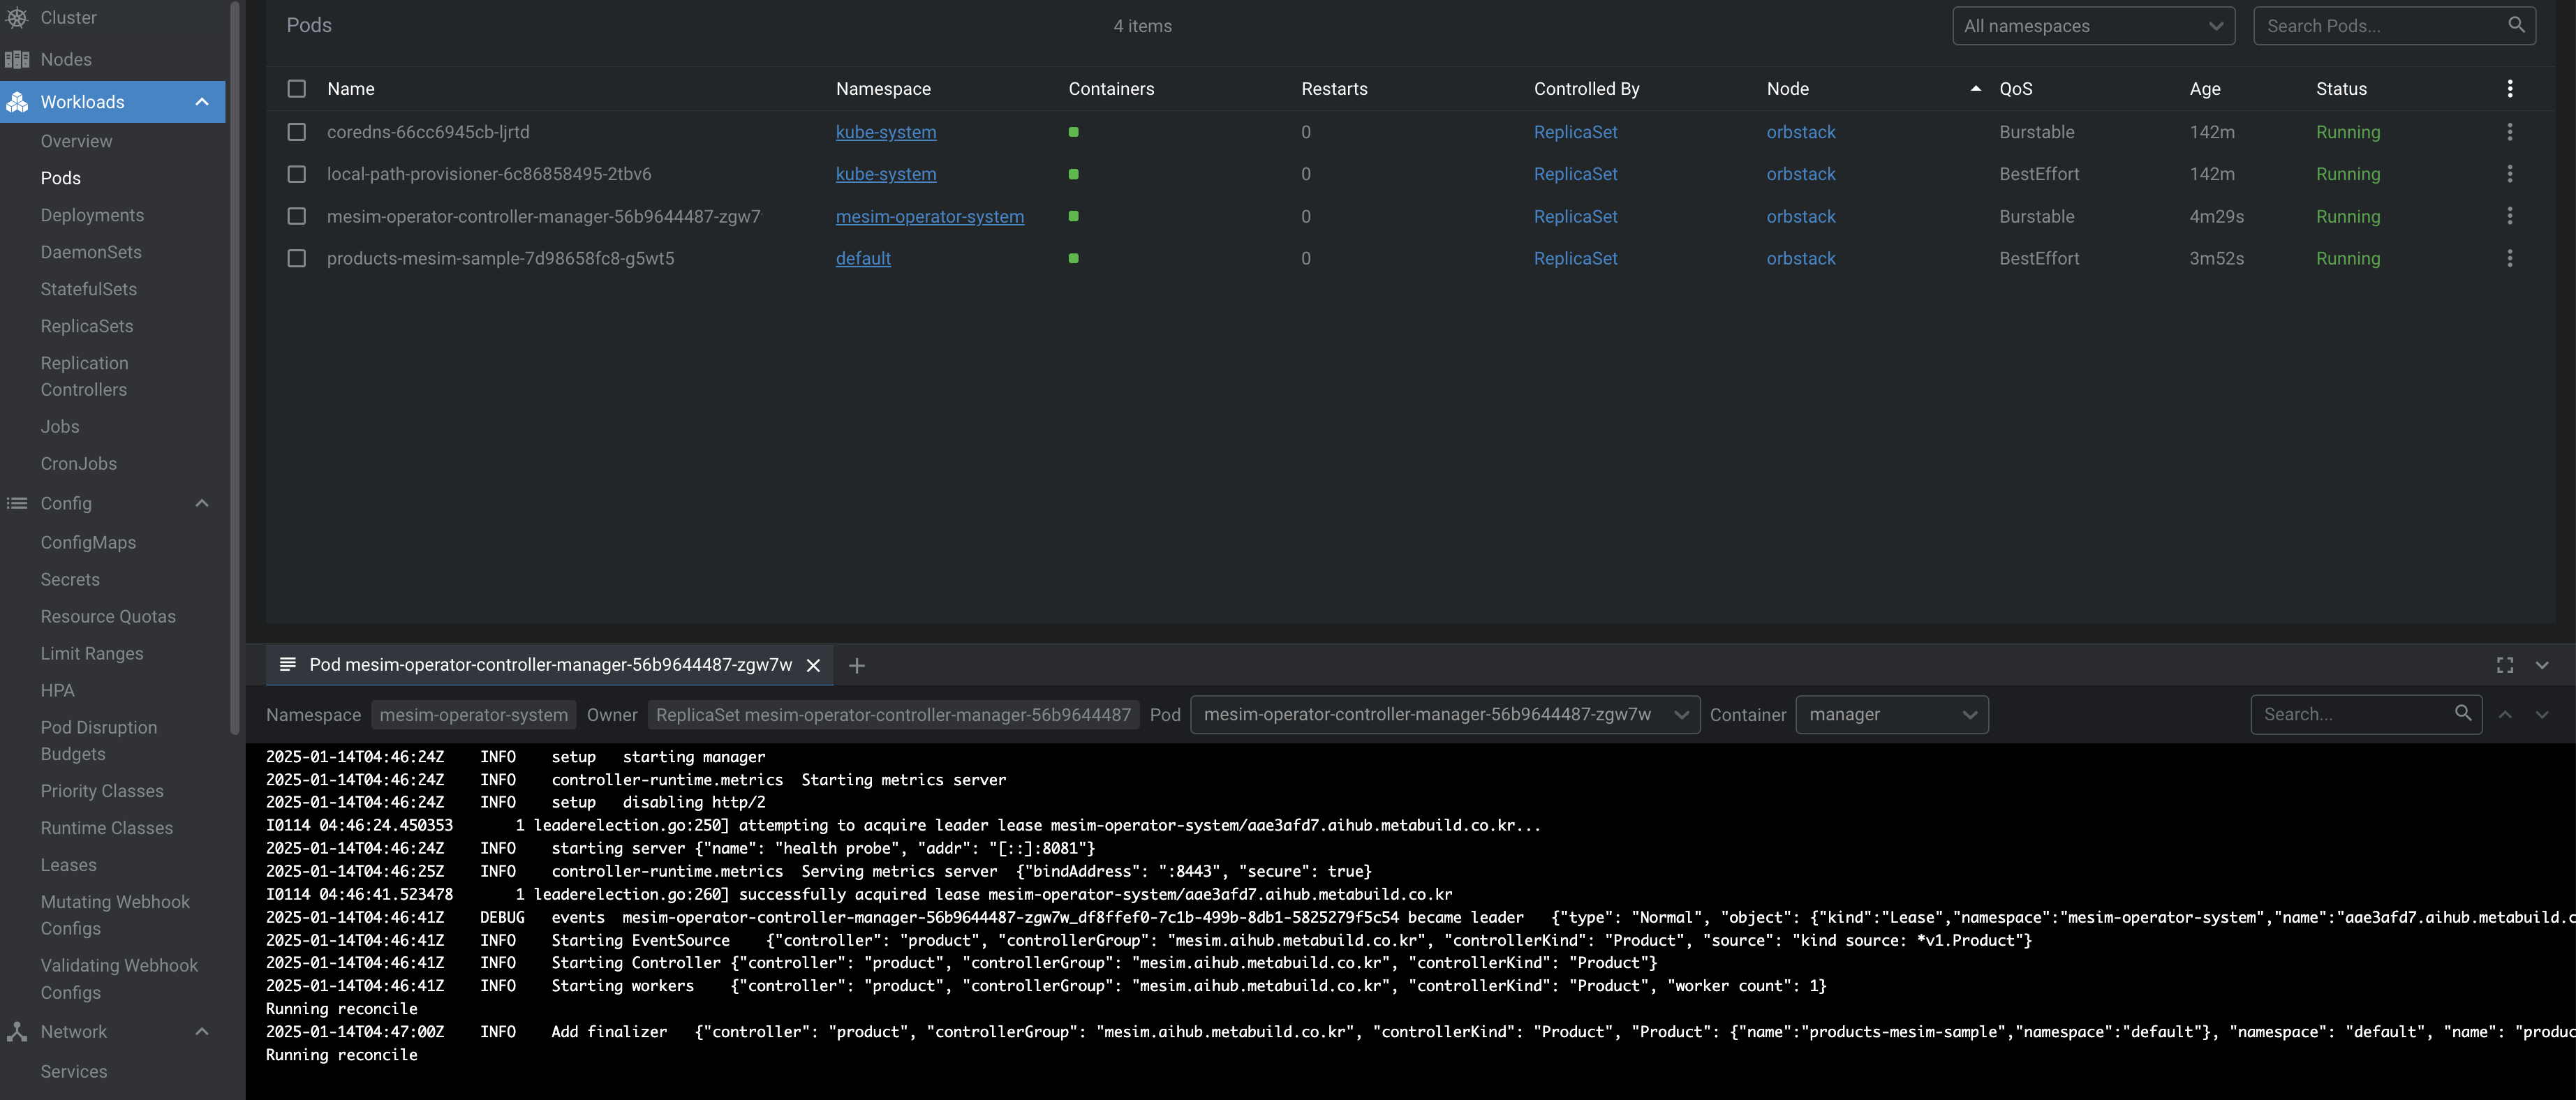 Cluster
Nodes
Workloads
Overview
Pods
Deployments
DaemonSets
StatefulSets
ReplicaSets
Replication
Controllers
Jobs
CronJobs
Config
ConfigMaps
Secrets
Resource Quotas
Limit Ranges
HPA
Pod Disruption
Budgets
Priority Classes
Runtime Classes
Leases
Mutating Webhook
Configs
Validating Webhook
Configs
Network
Services
Pods 4 items All namespaces Search Pods...
Name Namespace Containers Restarts Controlled By Node QoS Age Status
coredns-66cc6945cb-ljrtd kube-system 0 ReplicaSet orbstack Burstable 142m Running
local-path-provisioner-6c86858495-2tbv6 kube-system 0 ReplicaSet orbstack BestEffort 142m Running
mesim-operator-controller-manager-56b9644487-zgw7 mesim-operator-system 0 ReplicaSet orbstack Burstable 4m29s Running
products-mesim-sample-7d98658fc8-g5wt5 default 0 ReplicaSet orbstack BestEffort 3m52s Running
Pod mesim-operator-controller-manager-56b9644487-zgw7w
Namespace mesim-operator-system Owner ReplicaSet mesim-operator-controller-manager-56b9644487 Pod mesim-operator-controller-manager-56b9644487-zgw7w Container manager Search...
2025-01-14T04:46:24Z INFO setup starting manager
2025-01-14T04:46:24Z INFO controller-runtime.metrics Starting metrics server
2025-01-14T04:46:24Z INFO setup disabling http/2
I0114 04:46:24.450353 1 leaderelection.go:250] attempting to acquire leader lease mesim-operator-system/aae3afd7.aihub.metabuild.co.kr...
2025-01-14T04:46:24Z INFO starting server {"name": "health probe", "addr": "[::]:8081"}
2025-01-14T04:46:25Z INFO controller-runtime.metrics Serving metrics server {"bindAddress": ":8443", "secure": true}
I0114 04:46:41.523478 1 leaderelection.go:260] successfully acquired lease mesim-operator-system/aae3afd7.aihub.metabuild.co.kr
2025-01-14T04:46:41Z DEBUG events mesim-operator-controller-manager-56b9644487-zgw7w_df8ffef0-7c1b-499b-8db1-5825279f5c54 became leader {"type": "Normal", "object": {"kind":"Lease","namespace":"mesim-operator-system","name":"aae3afd7.aihub.metabuild.c
2025-01-14T04:46:41Z INFO Starting EventSource {"controller": "product", "controllerGroup": "mesim.aihub.metabuild.co.kr", "controllerKind": "Product", "source": "kind source: *v1.Product"}
2025-01-14T04:46:41Z INFO Starting Controller {"controller": "product", "controllerGroup": "mesim.aihub.metabuild.co.kr", "controllerKind": "Product"}
2025-01-14T04:46:41Z INFO Starting workers {"controller": "product", "controllerGroup": "mesim.aihub.metabuild.co.kr", "controllerKind": "Product", "worker count": 1}
Running reconcile
2025-01-14T04:47:00Z INFO Add finalizer {"controller": "product", "controllerGroup": "mesim.aihub.metabuild.co.kr", "controllerKind": "Product", "Product": {"name":"products-mesim-sample","namespace":"default"}, "namespace": "default", "name": "produc
Running reconcile